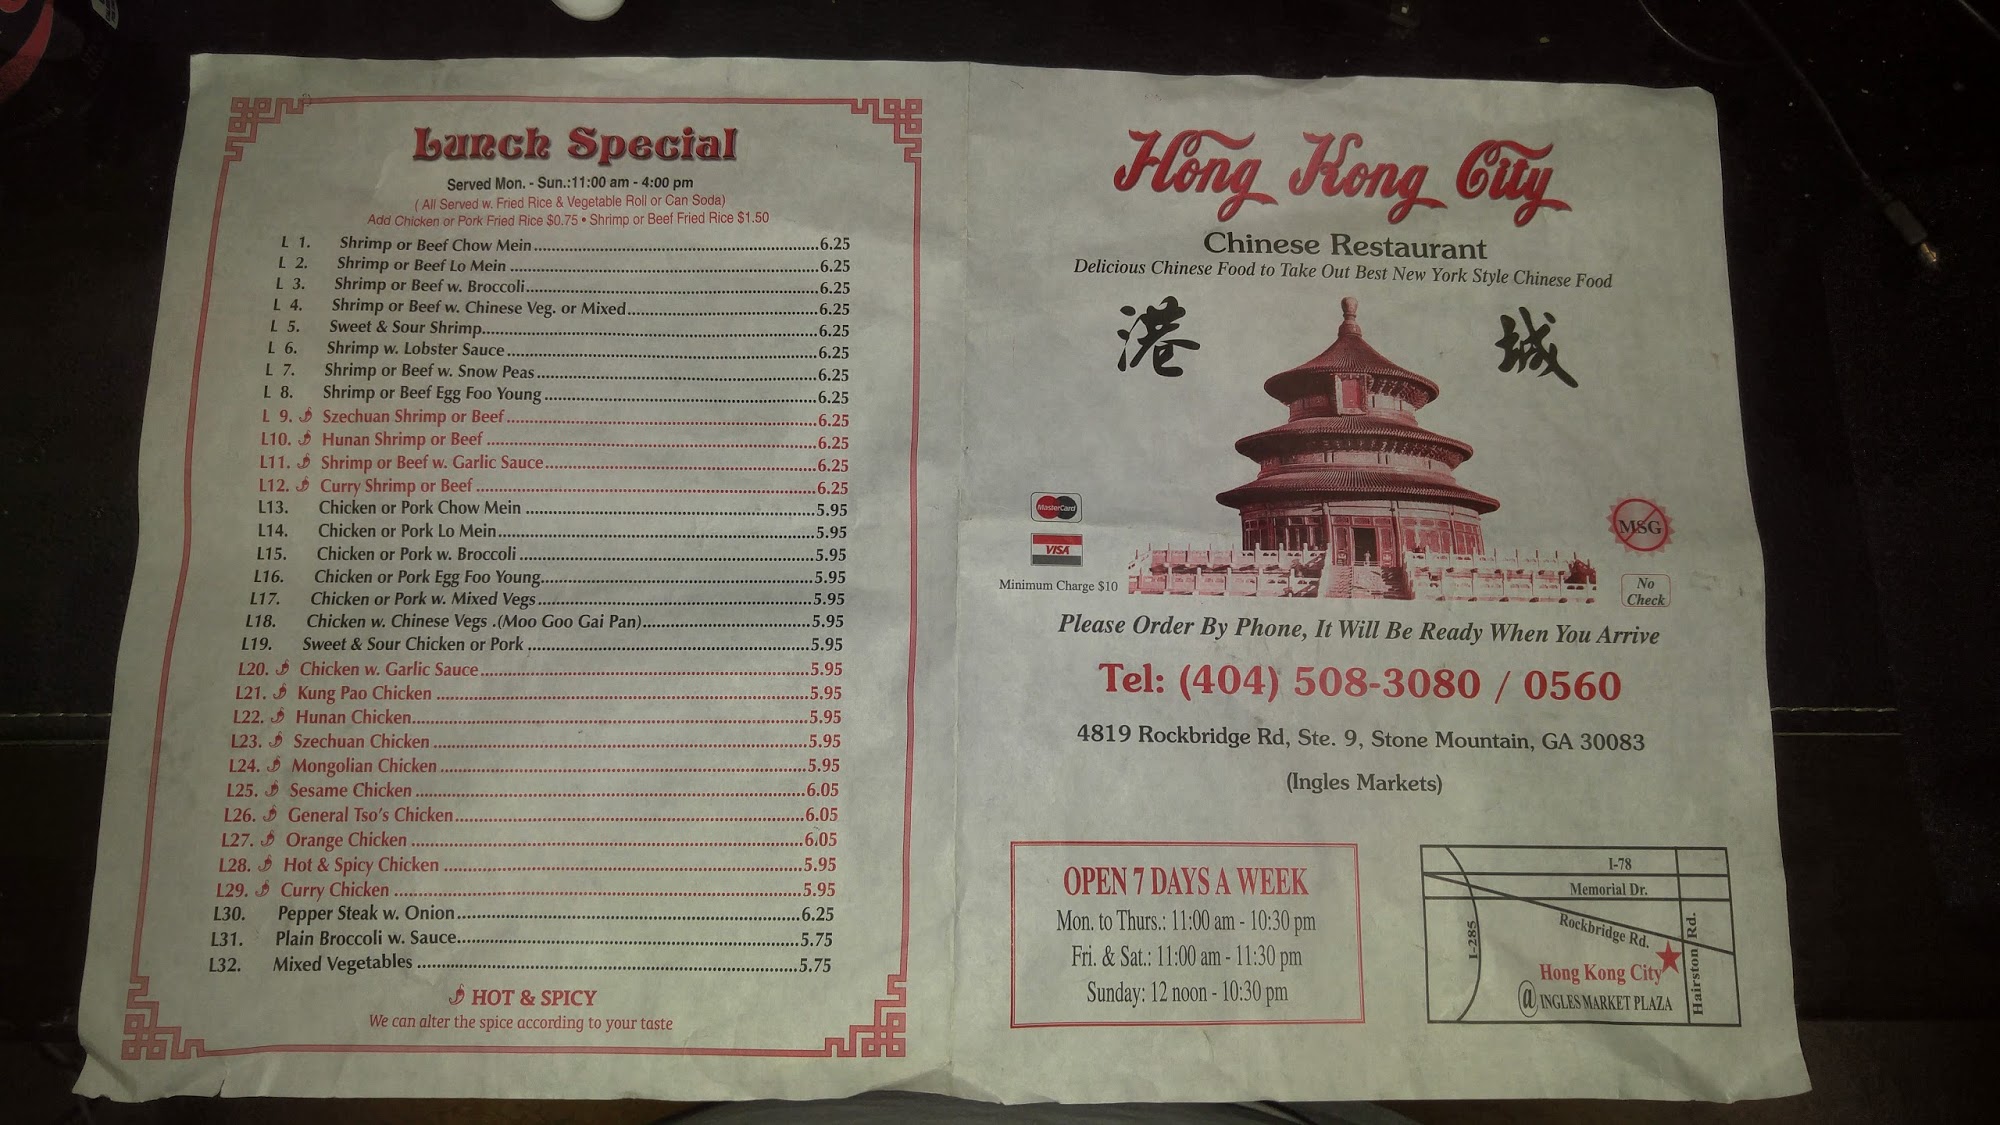 Lunch Special
Served Mon. - Sun.:11:00 am - 4:00 pm
( All Served w. Fried Rice & Vegetable Roll or Can Soda)
Add Chicken or Pork Fried Rice $0.75 • Shrimp or Beef Fried Rice $1.50
L 1. Shrimp or Beef Chow Mein 6.25
L 2. Shrimp or Beef Lo Mein 6.25
L 3. Shrimp or Beef w. Broccoli 6.25
L 4. Shrimp or Beef w. Chinese Veg. or Mixed 6.25
L 5. Sweet & Sour Shrimp 6.25
L 6. Shrimp w. Lobster Sauce 6.25
L 7. Shrimp or Beef w. Snow Peas 6.25
L 8. Shrimp or Beef Egg Foo Young 6.25
L 9. Szechuan Shrimp or Beef 6.25
L10. Hunan Shrimp or Beef 6.25
L11. Shrimp or Beef w. Garlic Sauce 6.25
L12. Curry Shrimp or Beef 6.25
L13. Chicken or Pork Chow Mein 5.95
L14. Chicken or Pork Lo Mein 5.95
L15. Chicken or Pork w. Broccoli 5.95
L16. Chicken or Pork Egg Foo Young 5.95
L17. Chicken or Pork w. Mixed Vegs 5.95
L18. Chicken w. Chinese Vegs .(Moo Goo Gai Pan) 5.95
L19. Sweet & Sour Chicken or Pork 5.95
L20. Chicken w. Garlic Sauce 5.95
L21. Kung Pao Chicken 5.95
L22. Hunan Chicken 5.95
L23. Szechuan Chicken 5.95
L24. Mongolian Chicken 5.95
L25. Sesame Chicken 6.05
L26. General Tso's Chicken 6.05
L27. Orange Chicken 6.05
L28. Hot & Spicy Chicken 5.95
L29. Curry Chicken 5.95
L30. Pepper Steak w. Onion 6.25
L31. Plain Broccoli w. Sauce 5.75
L32. Mixed Vegetables 5.75
HOT & SPICY
We can alter the spice according to your taste
Hong Kong City
Chinese Restaurant
Delicious Chinese Food to Take Out Best New York Style Chinese Food
港 城
MasterCard
VISA
Minimum Charge $10
MSG
No
Check
Please Order By Phone, It Will Be Ready When You Arrive
Tel: (404) 508-3080 / 0560
4819 Rockbridge Rd, Ste. 9, Stone Mountain, GA 30083
(Ingles Markets)
OPEN 7 DAYS A WEEK
Mon. to Thurs.: 11:00 am - 10:30 pm
Fri. & Sat.: 11:00 am - 11:30 pm
Sunday: 12 noon - 10:30 pm
I-78
Memorial Dr.
Rockbridge Rd.
I-285
Hairston Rd.
Hong Kong City
@ INGLES MARKET PLAZA